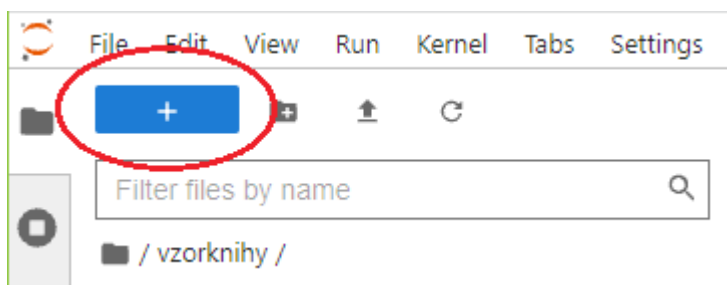 File Edit View Run Kernel Tabs Settings
+
Filter files by name
/ vzorknihy /